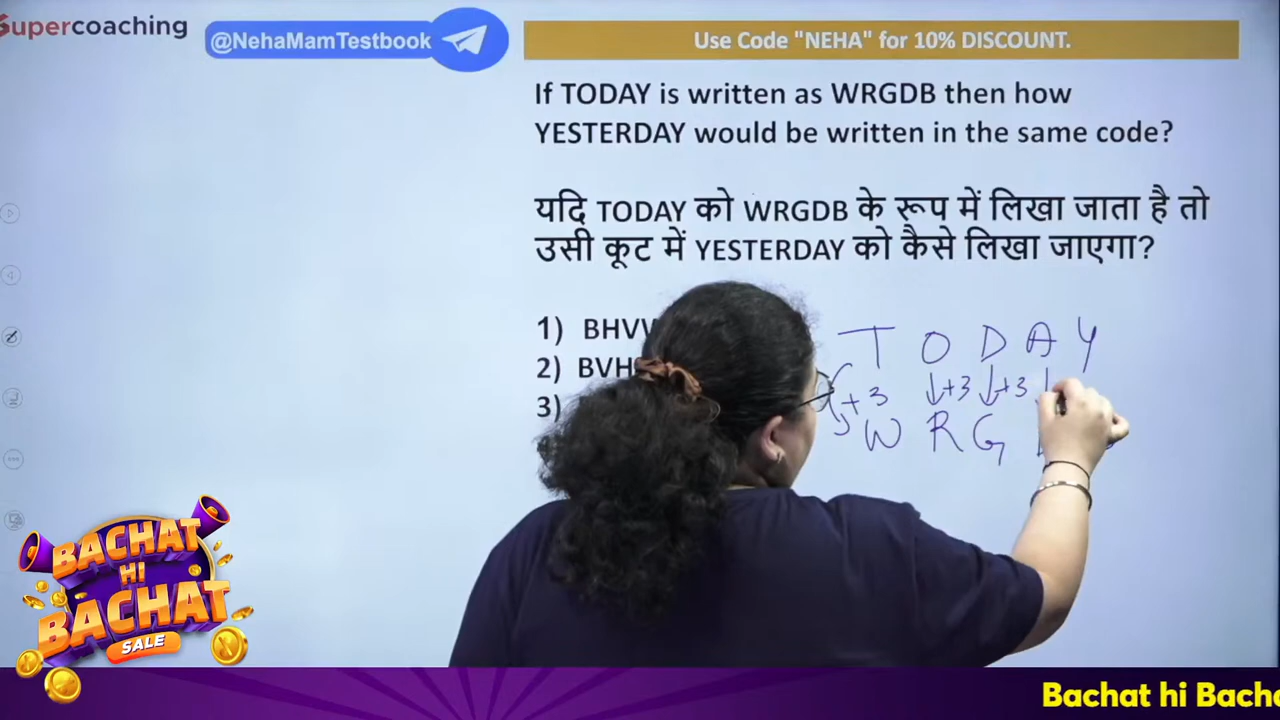 Supercoaching
@NehaMamTestbook
Use Code "NEHA" for 10% DISCOUNT.
If TODAY is written as WRGDB then how
YESTERDAY would be written in the same code?
यदि TODAY को WRGDB के रूप में लिखा जाता है तो
उसी कूट में YESTERDAY को कैसे लिखा जाएगा?
1)
2) BVH
3)
T O D A Y
+3 +3 +3
W R G
BACHAT
HI
BACHAT
SALE
Bachat hi